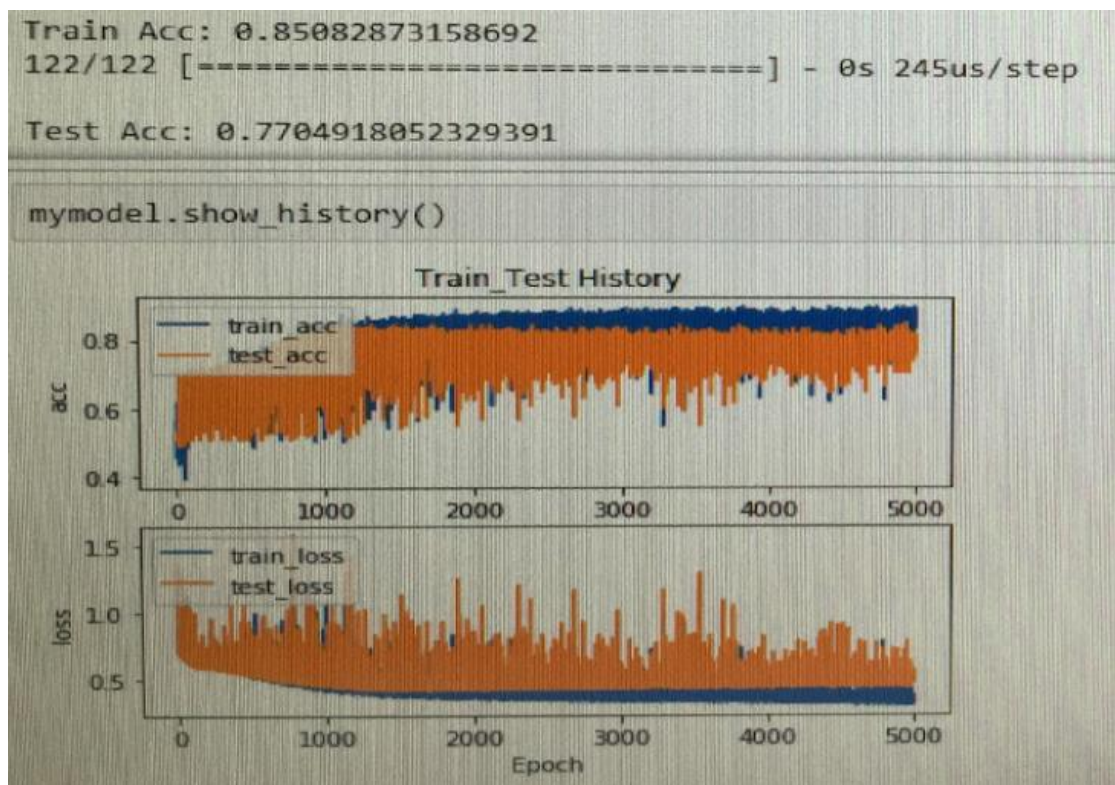 Train Acc: 0.85082873158692
122/122 [==============================] - 0s 245us/step
Test Acc: 0.7704918052329391
mymodel.show_history()
Train_Test History
train_acc
test_acc
acc
0.8
0.6
0.4
0 1000 2000 3000 4000 5000
train_loss
test_loss
loss
1.5
1.0
0.5
0 1000 2000 3000 4000 5000
Epoch